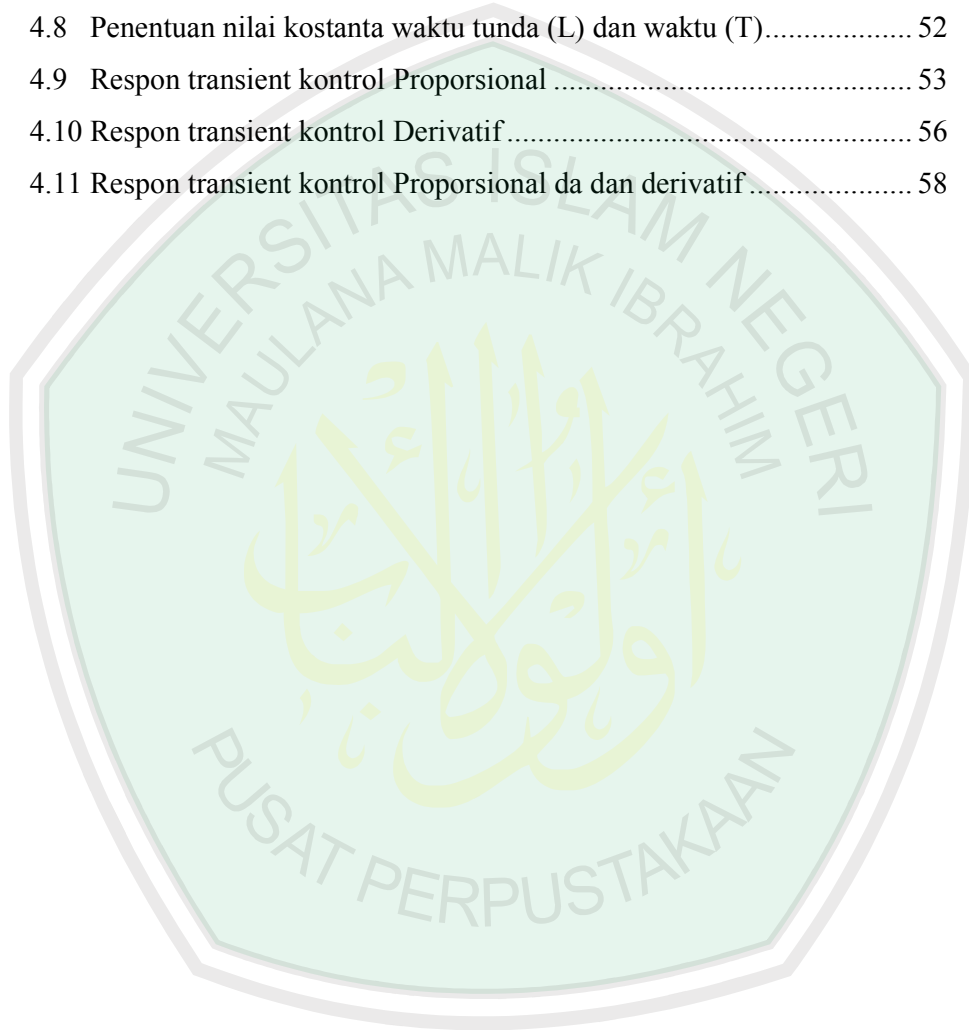 4.8 Penentuan nilai kostanta waktu tunda (L) dan waktu (T).................. 52
4.9 Respon transient kontrol Proporsional ........................................ 53
4.10 Respon transient kontrol Derivatif............................................. 56
4.11 Respon transient kontrol Proporsional da dan derivatif .................... 58
UNIVERSITAS ISLAM NEGERI
MAULANA MALIK IBRAHIM
أولو الألباب
PUSAT PERPUSTAKAAN